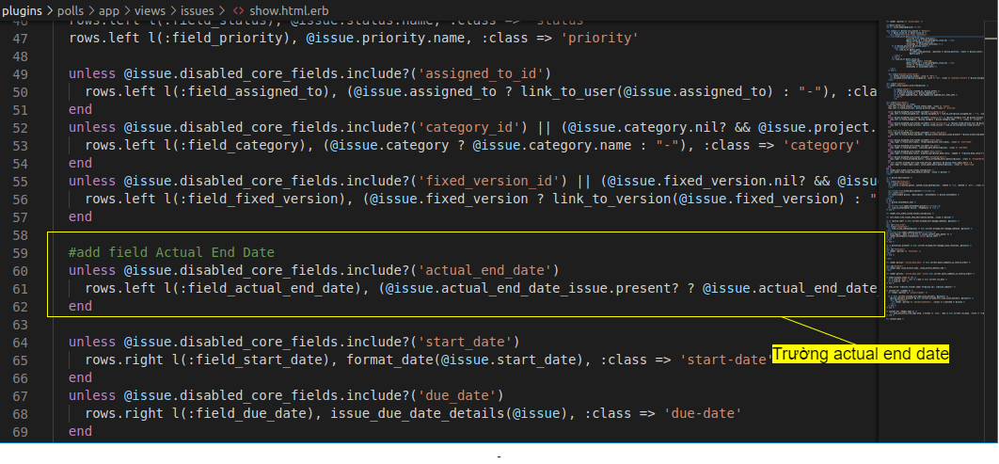 plugins > polls > app > views > issues > <> show.html.erb
46 rows.left l(:field_status), @issue.status.name, :class => 'status'
47 rows.left l(:field_priority), @issue.priority.name, :class => 'priority'
48
49 unless @issue.disabled_core_fields.include?('assigned_to_id')
50 rows.left l(:field_assigned_to), (@issue.assigned_to ? link_to_user(@issue.assigned_to) : "-"), :cla
51 end
52 unless @issue.disabled_core_fields.include?('category_id') || (@issue.category.nil? && @issue.project.
53 rows.left l(:field_category), (@issue.category ? @issue.category.name : "-"), :class => 'category'
54 end
55 unless @issue.disabled_core_fields.include?('fixed_version_id') || (@issue.fixed_version.nil? && @issu
56 rows.left l(:field_fixed_version), (@issue.fixed_version ? link_to_version(@issue.fixed_version) : "
57 end
58
59 #add field Actual End Date
60 unless @issue.disabled_core_fields.include?('actual_end_date')
61 rows.left l(:field_actual_end_date), (@issue.actual_end_date_issue.present? ? @issue.actual_end_date
62 end
63
64 unless @issue.disabled_core_fields.include?('start_date')
65 rows.right l(:field_start_date), format_date(@issue.start_date), :class => 'start-date'
Trường actual end date
66 end
67 unless @issue.disabled_core_fields.include?('due_date')
68 rows.right l(:field_due_date), issue_due_date_details(@issue), :class => 'due-date'
69 end